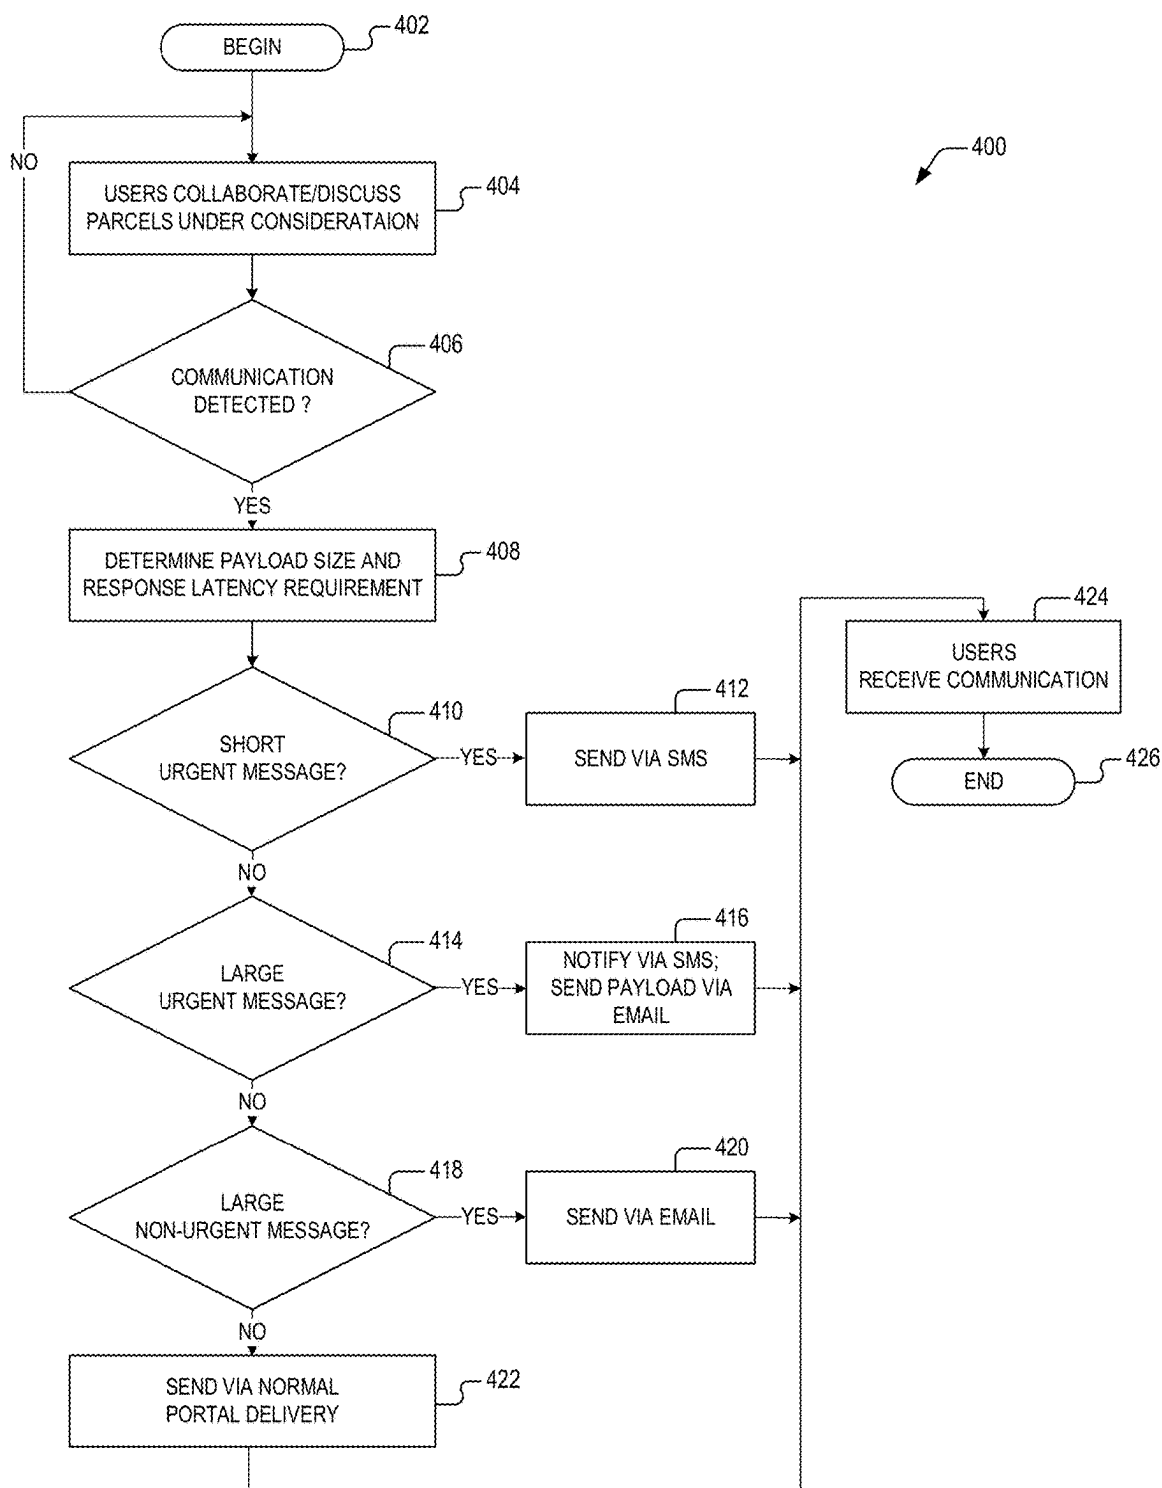 BEGIN
402
NO
400
USERS COLLABORATE/DISCUSS
PARCELS UNDER CONSIDERATAION
404
COMMUNICATION
DETECTED ?
406
YES
DETERMINE PAYLOAD SIZE AND
RESPONSE LATENCY REQUIREMENT
408
SHORT
URGENT MESSAGE?
410
YES
SEND VIA SMS
412
USERS
RECEIVE COMMUNICATION
424
END
426
NO
LARGE
URGENT MESSAGE?
414
YES
NOTIFY VIA SMS;
SEND PAYLOAD VIA
EMAIL
416
NO
LARGE
NON-URGENT MESSAGE?
418
YES
SEND VIA EMAIL
420
NO
SEND VIA NORMAL
PORTAL DELIVERY
422